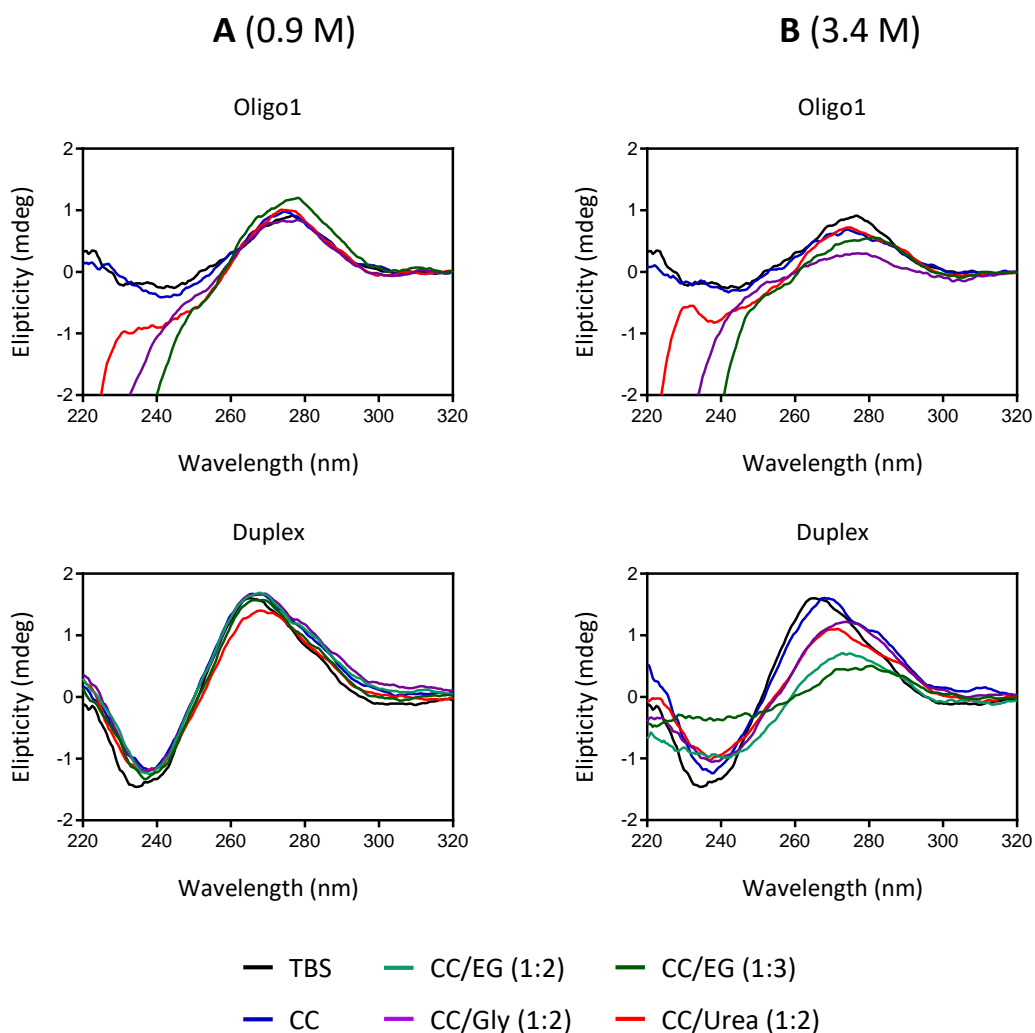 A (0.9 M)
B (3.4 M)
Oligo1
Oligo1
2
1
0
-1
-2
Elipticity (mdeg)
220 240 260 280 300 320
Wavelength (nm)
2
1
0
-1
-2
Elipticity (mdeg)
220 240 260 280 300 320
Wavelength (nm)
Duplex
Duplex
2
1
0
-1
-2
Elipticity (mdeg)
220 240 260 280 300 320
Wavelength (nm)
2
1
0
-1
-2
Elipticity (mdeg)
220 240 260 280 300 320
Wavelength (nm)
TBS CC/EG (1:2) CC/EG (1:3)
CC CC/Gly (1:2) CC/Urea (1:2)